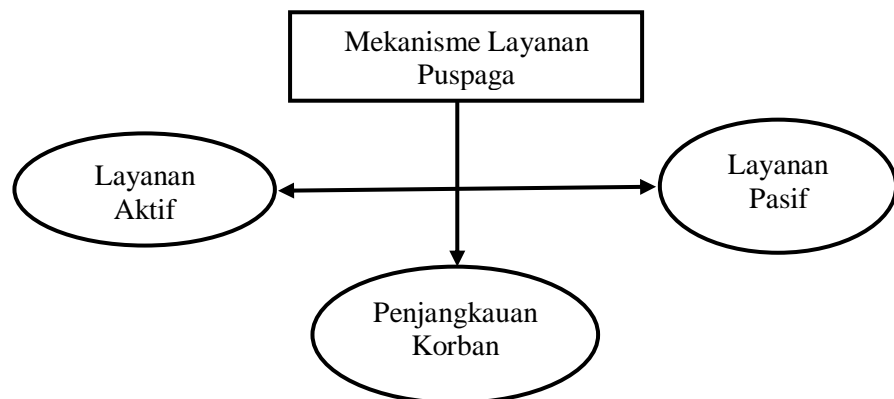 Mekanisme Layanan
Puspaga
Layanan
Aktif
Layanan
Pasif
Penjangkauan
Korban